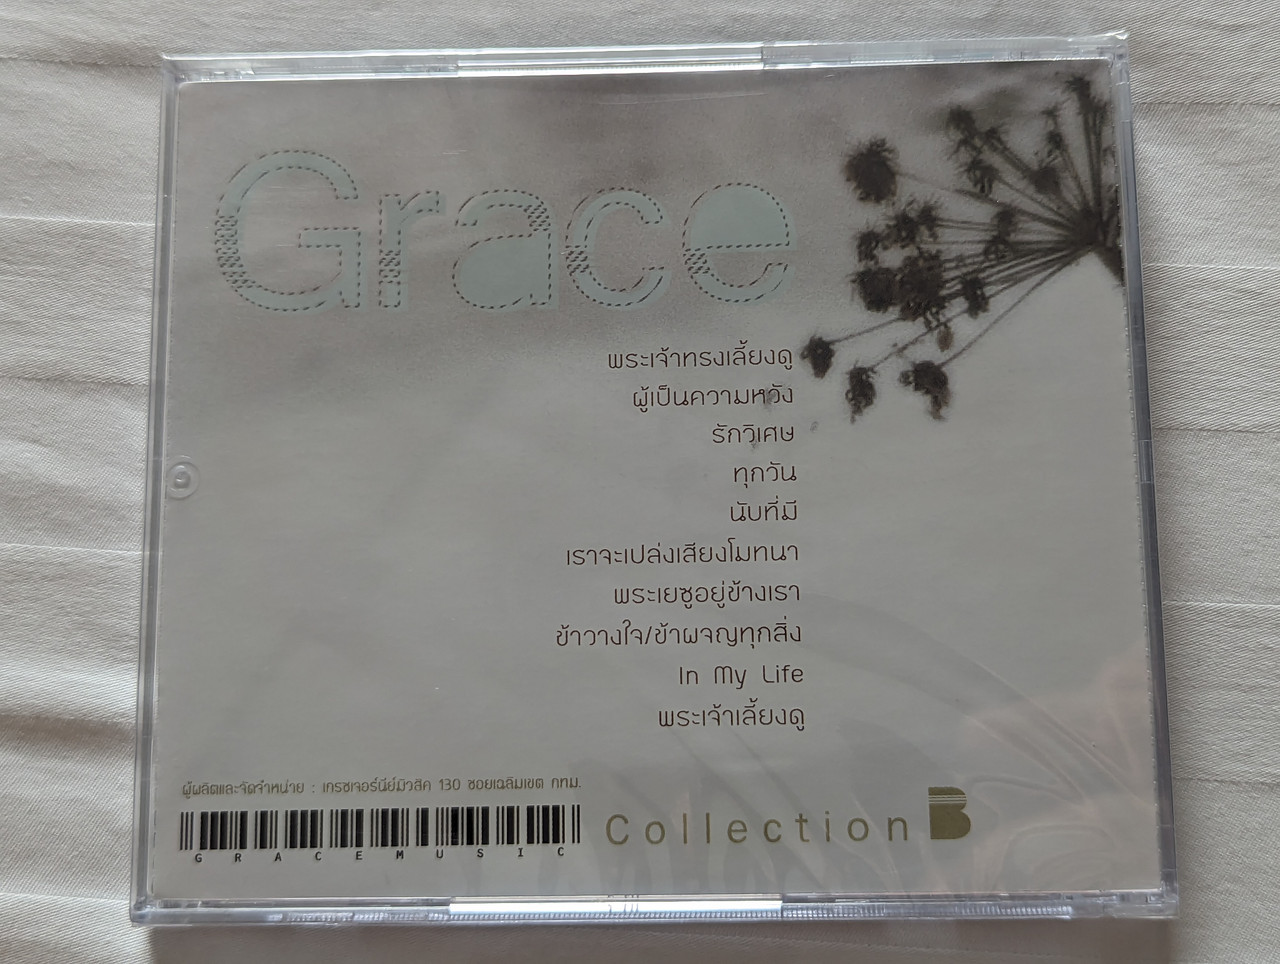 Grace
พระเจ้าทรงเลี้ยงดู
ผู้เป็นความหวัง
รักวิเศษ
ทุกวัน
นับที่มี
เราจะเปล่งเสียงโมทนา
พระเยซูอยู่ข้างเรา
ข้าวางใจ/ข้าผจญทุกสิ่ง
In My Life
พระเจ้าเลี้ยงดู
ผู้ผลิตและจัดจำหน่าย : เกรซเจอร์นีย์มิวสิค 130 ซอยเฉลิมเขต กทม.
GRACEMUSIC
Collection B